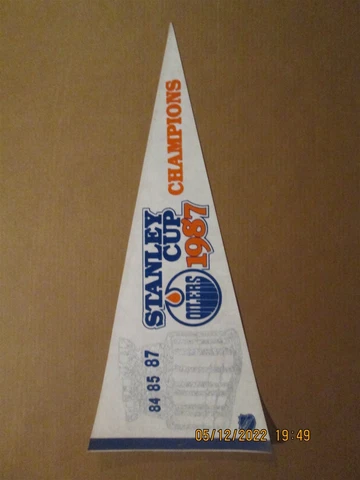 STANLEY
CUP
1987
CHAMPIONS
OILERS
84 85 87
05/12/2022 19:49